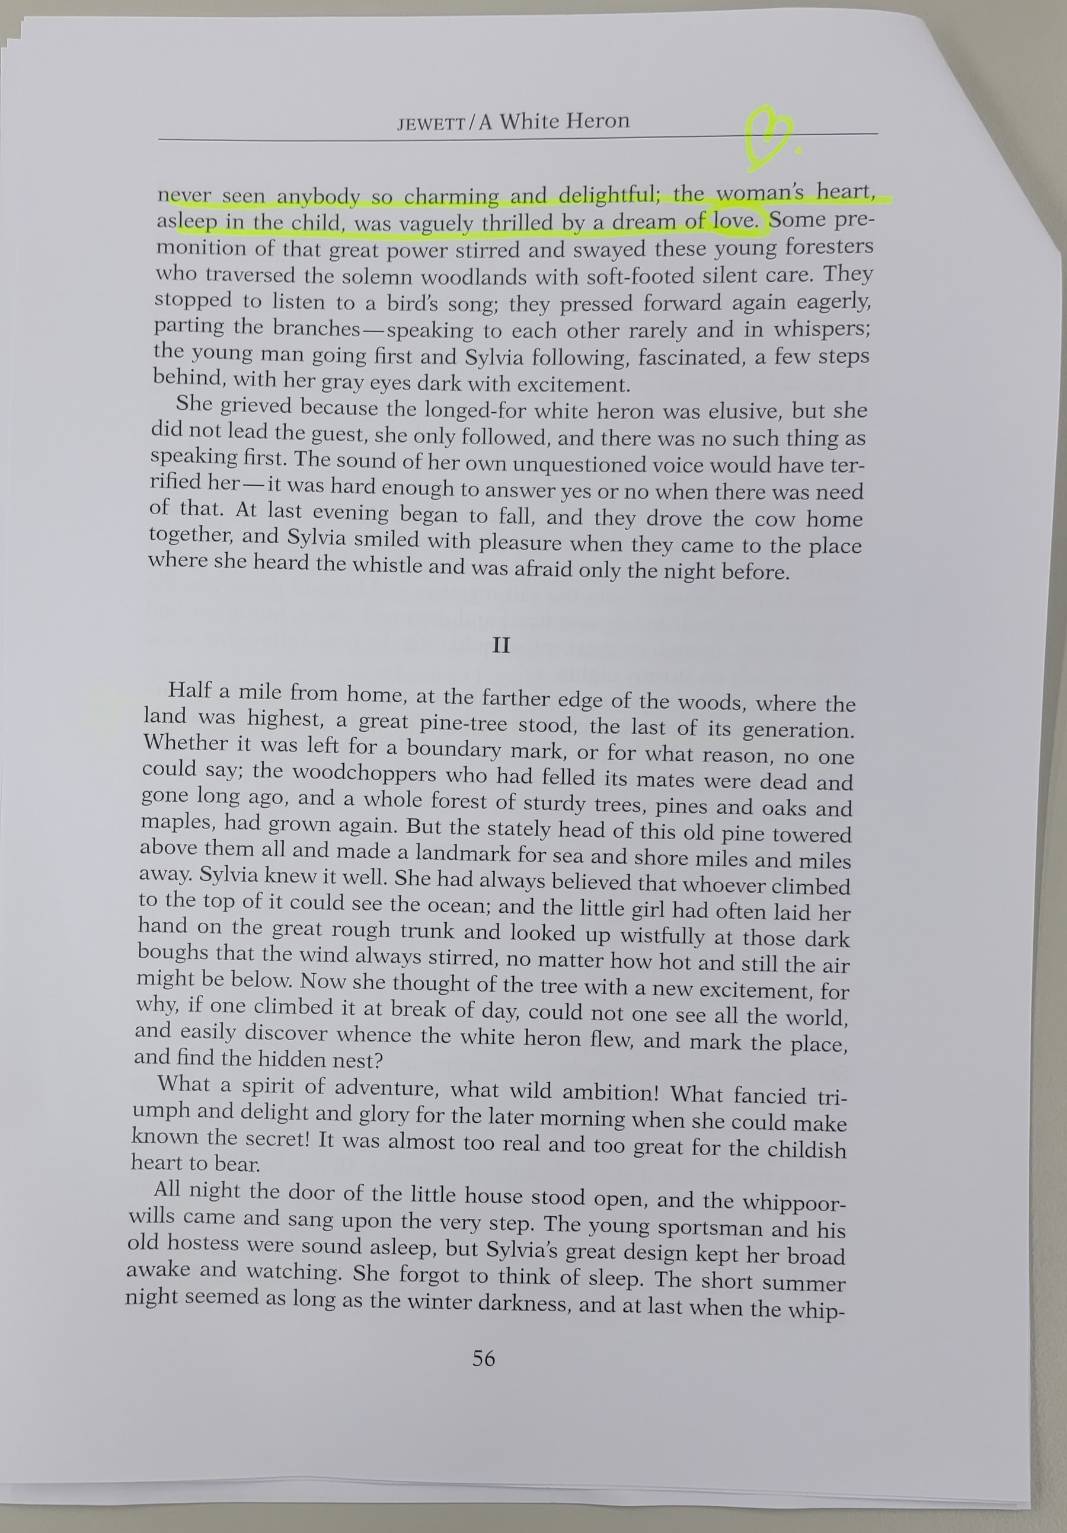 JEWETT/A White Heron
never seen anybody so charming and delightful; the woman's heart,
asleep in the child, was vaguely thrilled by a dream of love. Some pre-
monition of that great power stirred and swayed these young foresters
who traversed the solemn woodlands with soft-footed silent care. They
stopped to listen to a bird's song; they pressed forward again eagerly,
parting the branches—speaking to each other rarely and in whispers;
the young man going first and Sylvia following, fascinated, a few steps
behind, with her gray eyes dark with excitement.
She grieved because the longed-for white heron was elusive, but she
did not lead the guest, she only followed, and there was no such thing as
speaking first. The sound of her own unquestioned voice would have ter-
rified her—it was hard enough to answer yes or no when there was need
of that. At last evening began to fall, and they drove the cow home
together, and Sylvia smiled with pleasure when they came to the place
where she heard the whistle and was afraid only the night before.
II
Half a mile from home, at the farther edge of the woods, where the
land was highest, a great pine-tree stood, the last of its generation.
Whether it was left for a boundary mark, or for what reason, no one
could say; the woodchoppers who had felled its mates were dead and
gone long ago, and a whole forest of sturdy trees, pines and oaks and
maples, had grown again. But the stately head of this old pine towered
above them all and made a landmark for sea and shore miles and miles
away. Sylvia knew it well. She had always believed that whoever climbed
to the top of it could see the ocean; and the little girl had often laid her
hand on the great rough trunk and looked up wistfully at those dark
boughs that the wind always stirred, no matter how hot and still the air
might be below. Now she thought of the tree with a new excitement, for
why, if one climbed it at break of day, could not one see all the world,
and easily discover whence the white heron flew, and mark the place,
and find the hidden nest?
What a spirit of adventure, what wild ambition! What fancied tri-
umph and delight and glory for the later morning when she could make
known the secret! It was almost too real and too great for the childish
heart to bear.
All night the door of the little house stood open, and the whippoor-
wills came and sang upon the very step. The young sportsman and his
old hostess were sound asleep, but Sylvia's great design kept her broad
awake and watching. She forgot to think of sleep. The short summer
night seemed as long as the winter darkness, and at last when the whip-
56